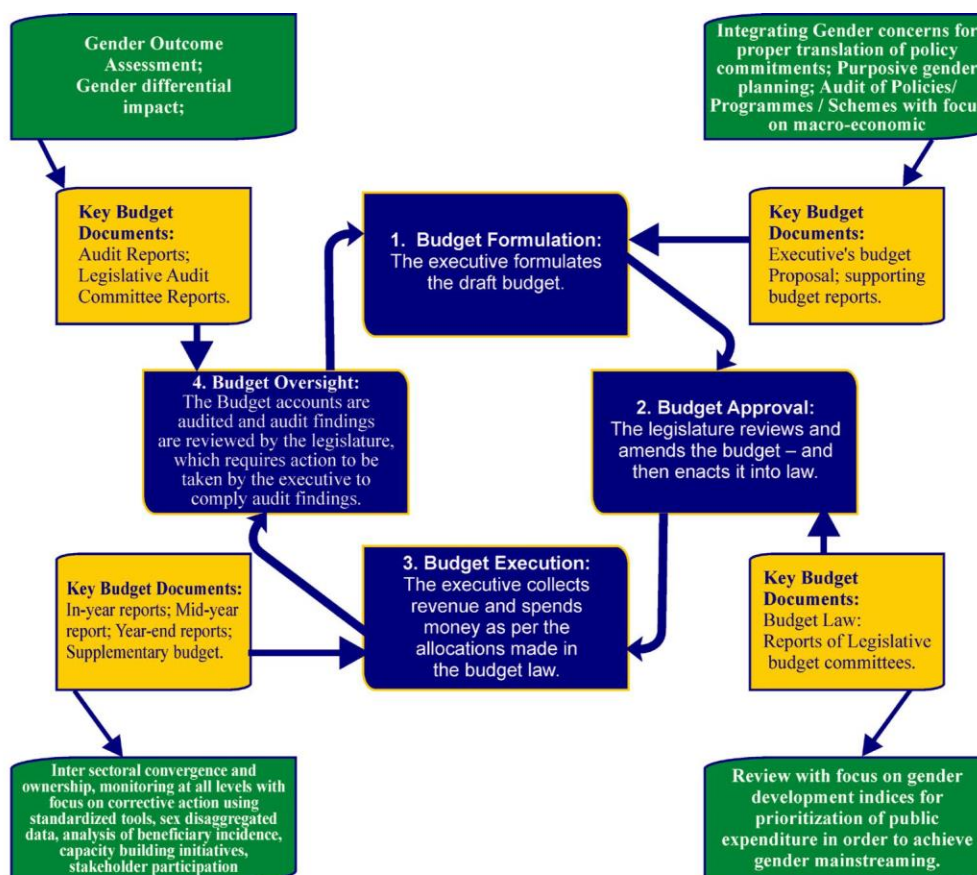 Gender Outcome
Assessment;
Gender differential
impact;
Integrating Gender concerns for
proper translation of policy
commitments; Purposive gender
planning; Audit of Policies/
Programmes / Schemes with focu
on macro-economic
Key Budget
Documents:
Audit Reports;
Legislative Audit
Committee Reports.
1. Budget Formulation:
The executive formulates
the draft budget.
Key Budget
Documents:
Executive's budget
Proposal; supporting
budget reports.
4. Budget Oversight:
The Budget accounts are
audited and audit findings
are reviewed by the legislature,
which requires action to be
taken by the executive to
comply audit findings.
2. Budget Approval:
The legislature reviews and
amends the budget – and
then enacts it into law.
Key Budget Documents:
In-year reports; Mid-year
report; Year-end reports;
Supplementary budget.
3. Budget Execution:
The executive collects
revenue and spends
money as per the
allocations made in
the budget law.
Key Budget
Documents:
Budget Law:
Reports of Legislative
budget committees.
Inter sectoral convergence and
ownership, monitoring at all levels with
focus on corrective action using
standardized tools, sex disaggregated
data, analysis of beneficiary incidence,
capacity building initiatives,
stakeholder participation
Review with focus on gender
development indices for
prioritization of public
expenditure in order to achieve
gender mainstreaming.